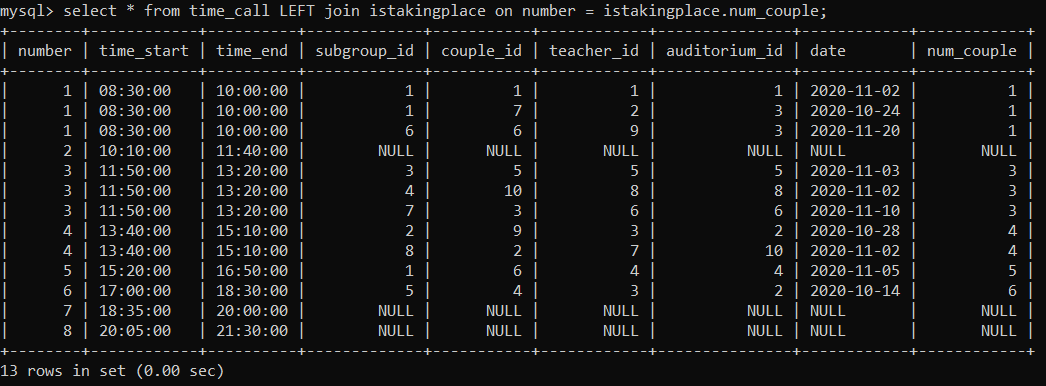 mysql> select * from time_call LEFT join istakingplace on number = istakingplace.num_couple;
+--------+------------+----------+-------------+-----------+------------+---------------+------------+------------+
| number | time_start | time_end | subgroup_id | couple_id | teacher_id | auditorium_id | date       | num_couple |
+--------+------------+----------+-------------+-----------+------------+---------------+------------+------------+
|      1 | 08:30:00   | 10:00:00 |           1 |         1 |          1 |             1 | 2020-11-02 |          1 |
|      1 | 08:30:00   | 10:00:00 |           1 |         7 |          2 |             3 | 2020-10-24 |          1 |
|      1 | 08:30:00   | 10:00:00 |           6 |         6 |          9 |             3 | 2020-11-20 |          1 |
|      2 | 10:10:00   | 11:40:00 |        NULL |      NULL |       NULL |          NULL | NULL       |       NULL |
|      3 | 11:50:00   | 13:20:00 |           3 |         5 |          5 |             5 | 2020-11-03 |          3 |
|      3 | 11:50:00   | 13:20:00 |           4 |        10 |          8 |             8 | 2020-11-02 |          3 |
|      3 | 11:50:00   | 13:20:00 |           7 |         3 |          6 |             6 | 2020-11-10 |          3 |
|      4 | 13:40:00   | 15:10:00 |           2 |         9 |          3 |             2 | 2020-10-28 |          4 |
|      4 | 13:40:00   | 15:10:00 |           8 |         2 |          7 |            10 | 2020-11-02 |          4 |
|      5 | 15:20:00   | 16:50:00 |           1 |         6 |          4 |             4 | 2020-11-05 |          5 |
|      6 | 17:00:00   | 18:30:00 |           5 |         4 |          3 |             2 | 2020-10-14 |          6 |
|      7 | 18:35:00   | 20:00:00 |        NULL |      NULL |       NULL |          NULL | NULL       |       NULL |
|      8 | 20:05:00   | 21:30:00 |        NULL |      NULL |       NULL |          NULL | NULL       |       NULL |
+--------+------------+----------+-------------+-----------+------------+---------------+------------+------------+
13 rows in set (0.00 sec)